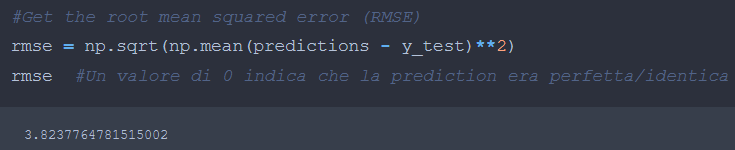 #Get the root mean squared error (RMSE)
rmse = np.sqrt(np.mean(predictions - y_test)**2)
rmse  #Un valore di 0 indica che la prediction era perfetta/identica
3.8237764781515002